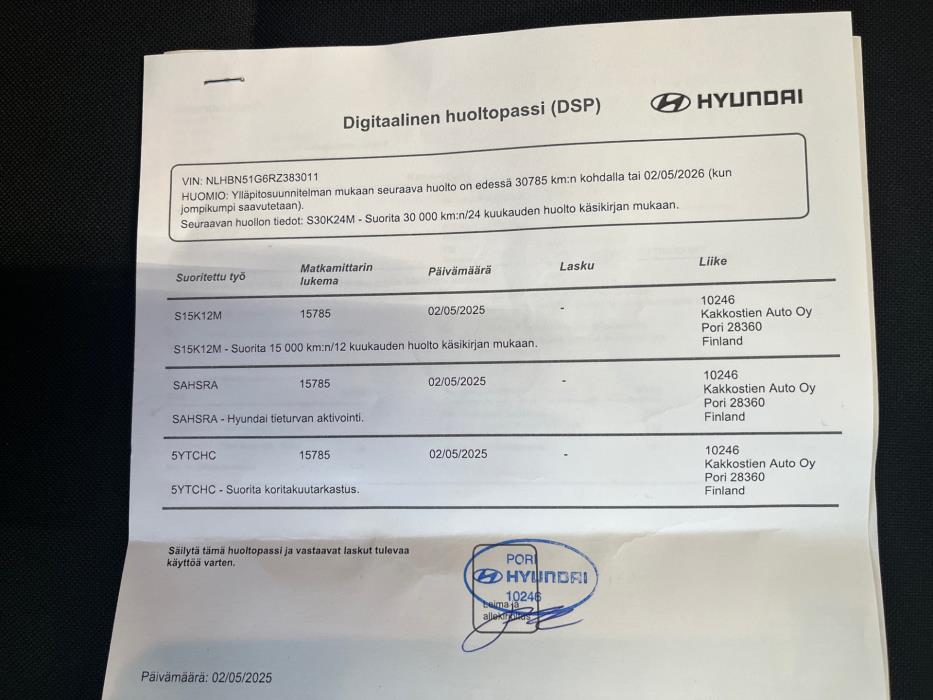 Digitaalinen huoltopassi (DSP)
HYUNDAI
VIN: NLHBN51G6RZ383011
HUOMIO: Ylläpitosuunnitelman mukaan seuraava huolto on edessä 30785 km:n kohdalla tai 02/05/2026 (kun
jompikumpi saavutetaan).
Seuraavan huollon tiedot: S30K24M - Suorita 30 000 km:n/24 kuukauden huolto käsikirjan mukaan.
Suoritettu työ Matkamittarin lukema Päivämäärä Lasku Liike
S15K12M 15785 02/05/2025 - 10246
Kakkostien Auto Oy
Pori 28360
Finland
S15K12M - Suorita 15 000 km:n/12 kuukauden huolto käsikirjan mukaan.
SAHSRA 15785 02/05/2025 - 10246
Kakkostien Auto Oy
Pori 28360
Finland
SAHSRA - Hyundai tieturvan aktivointi.
5YTCHC 15785 02/05/2025 - 10246
Kakkostien Auto Oy
Pori 28360
Finland
5YTCHC - Suorita koritakuutarkastus.
Säilytä tämä huoltopassi ja vastaavat laskut tulevaa
käyttöä varten.
PORI
HYUNDAI
10246
Leima ja
allekirjoitus
Päivämäärä: 02/05/2025